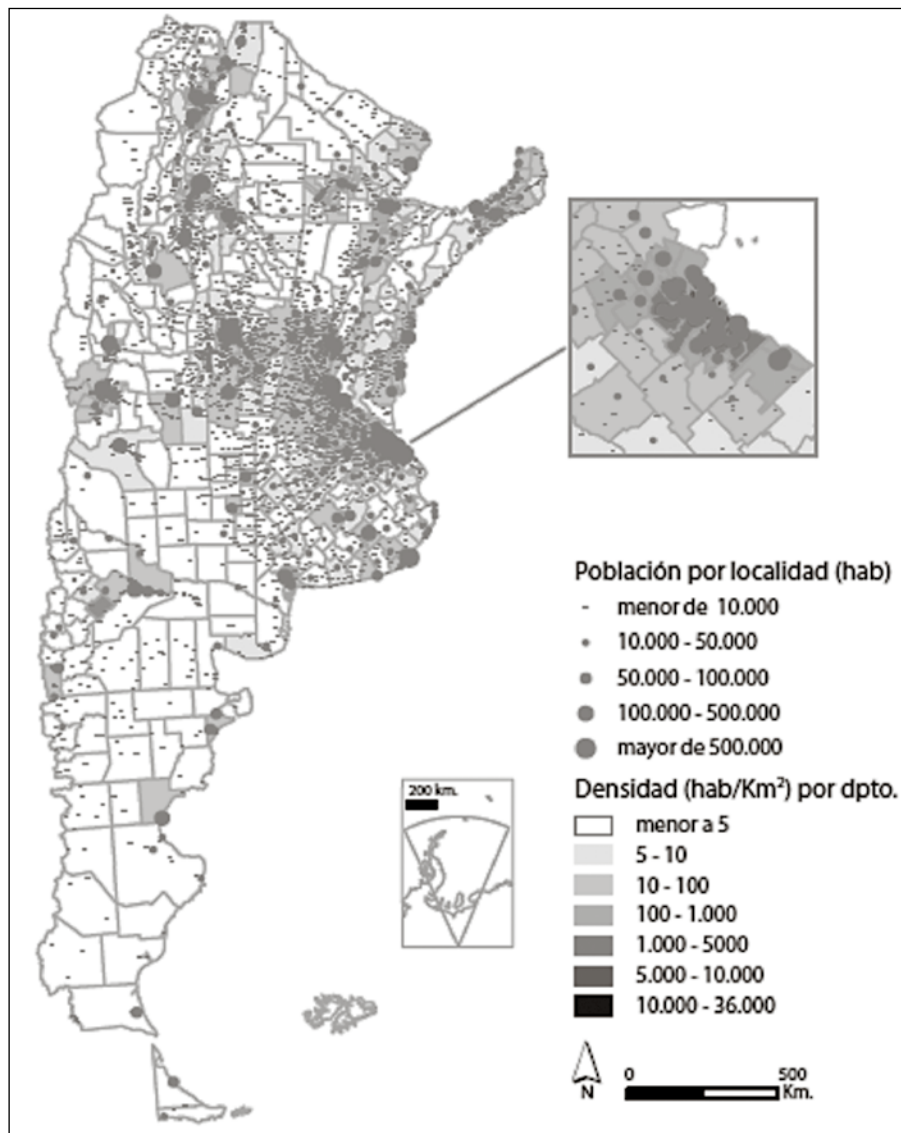 Población por localidad (hab)
menor de 10.000
10.000 - 50.000
50.000 - 100.000
100.000 - 500.000
mayor de 500.000
200 km.
Densidad (hab/Km²) por dpto.
menor a 5
5 - 10
10 - 100
100 - 1.000
1.000 - 5000
5.000 - 10.000
10.000 - 36.000
N
0 500
Km.